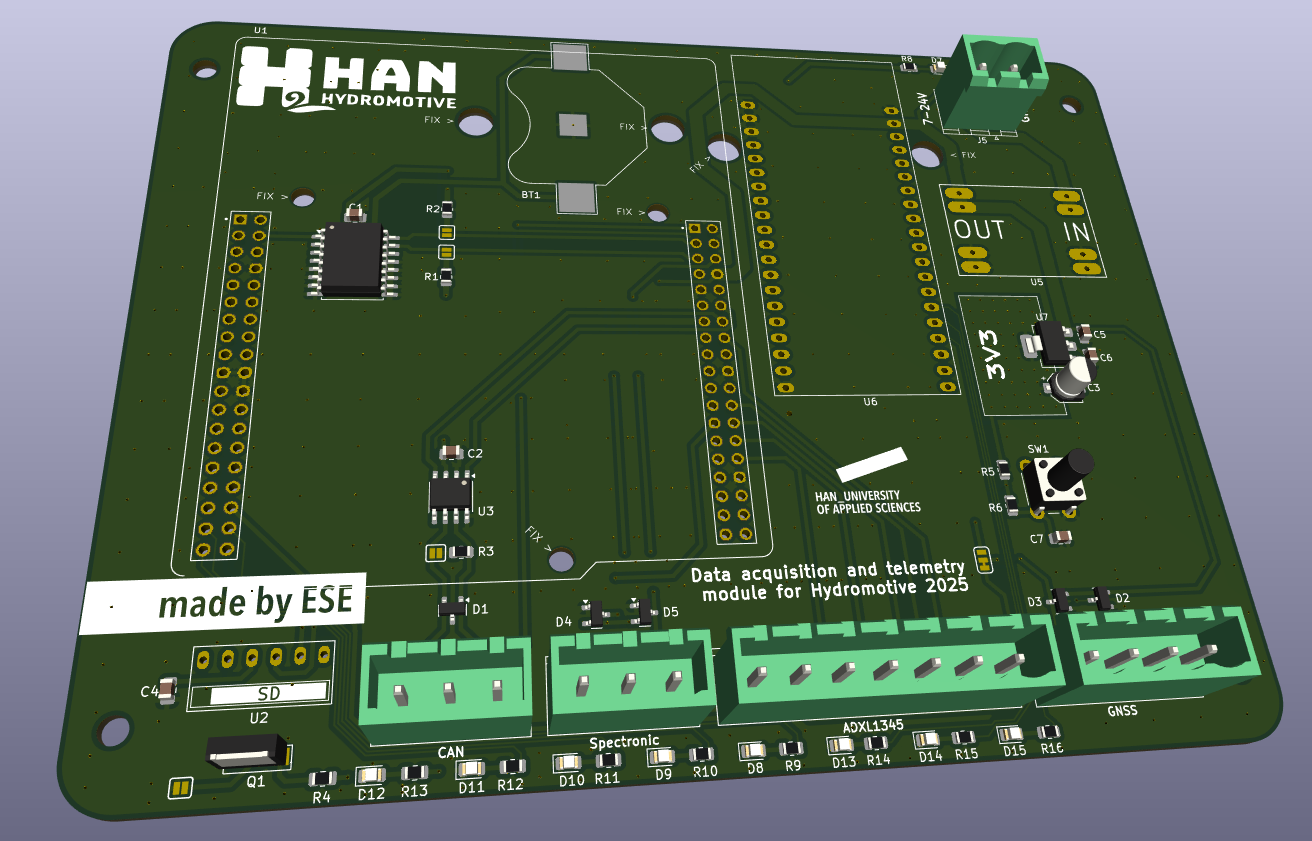 U1
HAN
HYDROMOTIVE
FIX >
FIX >
FIX >
< FIX
FIX >
FIX >
FIX >
BT1
R8
D7
7-24V
J5
C1
R2
R1
OUT
IN
U5
3V3
U7
C5
C6
C3
U6
C2
U3
R3
SW1
R5
R6
C7
HAN_UNIVERSITY
OF APPLIED SCIENCES
Data acquisition and telemetry
module for Hydromotive 2025
made by ESE
D1
D4
D5
D3
D2
C4
SD
U2
Q1
CAN
Spectronic
ADXL1345
GNSS
R4
D12
R13
D11
R12
D10
R11
D9
R10
D8
R9
D13
R14
D14
R15
D15
R16